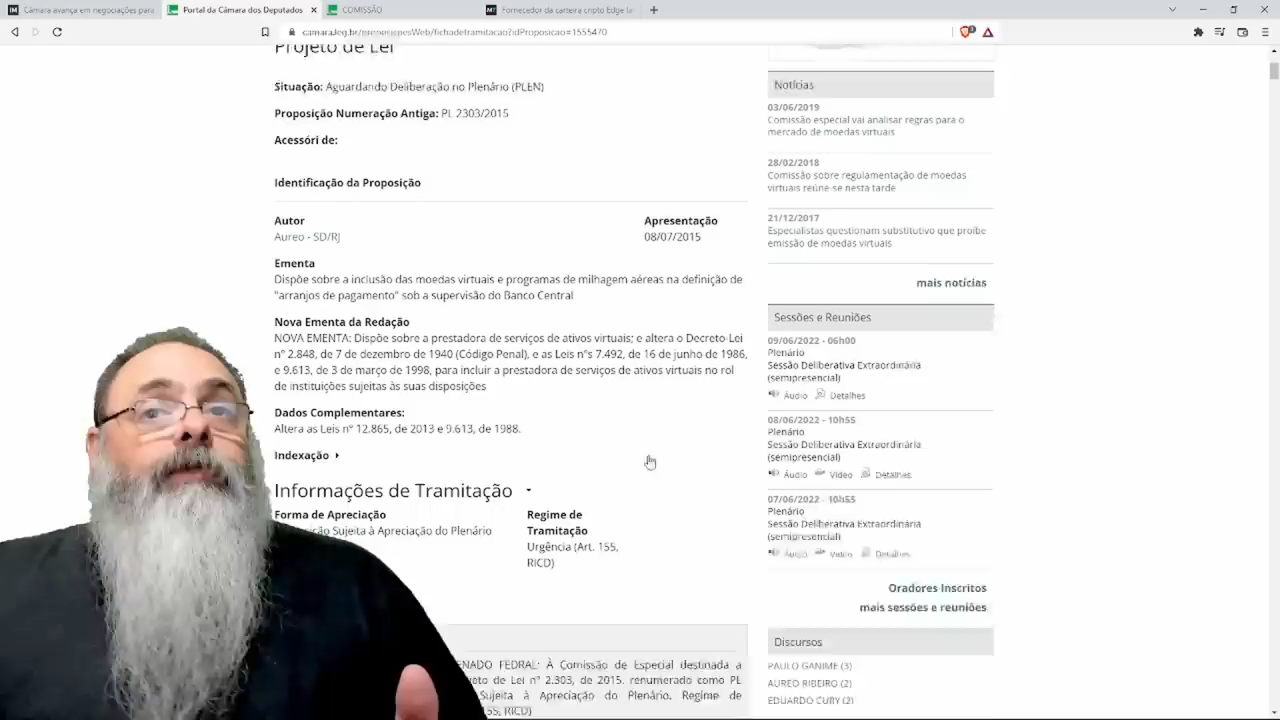 Câmara avança em negociações para
Portal da Câmara dos Deputados
COMISSÃO
Fornecedor da carteira cripto Edge la
camara.leg.br/proposicoesWeb/fichadetramitacao?idProposicao=1555470
Projeto de Lei
Situação: Aguardando Deliberação no Plenário (PLEN)
Proposição Numeração Antiga: PL 2303/2015
Acessóri de:
Identificação da Proposição
Autor
Aureo - SD/RJ
Apresentação
08/07/2015
Ementa
Dispõe sobre a inclusão das moedas virtuais e programas de milhagem aéreas na definição de
"arranjos de pagamento" sob a supervisão do Banco Central
Nova Ementa da Redação
NOVA EMENTA: Dispõe sobre a prestadora de serviços de ativos virtuais; e altera o Decreto-Lei
nº 2.848, de 7 de dezembro de 1940 (Código Penal), e as Leis nºs 7.492, de 16 de junho de 1986,
e 9.613, de 3 de março de 1998, para incluir a prestadora de serviços de ativos virtuais no rol
de instituições sujeitas às suas disposições
Dados Complementares:
Altera as Leis nº 12.865, de 2013 e 9.613, de 1988.
Indexação
Informações de Tramitação
Forma de Apreciação
Sujeita à Apreciação do Plenário
Regime de
Tramitação
Urgência (Art. 155,
RICD)
ENADO FEDRAL: À Comissão de Especial destinada a
eto de Lei nº 2.303, de 2015. renumerado como PL
Sujeita à Apreciação do Plenário. Regime de
155, RICD)
Notícias
03/06/2019
Comissão especial vai analisar regras para o
mercado de moedas virtuais
28/02/2018
Comissão sobre regulamentação de moedas
virtuais reúne-se nesta tarde
21/12/2017
Especialistas questionam substitutivo que proíbe
emissão de moedas virtuais
mais notícias
Sessões e Reuniões
09/06/2022 - 06h00
Plenário
Sessão Deliberativa Extraordinária
(semipresencial)
Áudio Detalhes
08/06/2022 - 10h55
Plenário
Sessão Deliberativa Extraordinária
(semipresencial)
Áudio Vídeo Detalhes
07/06/2022 - 10h55
Plenário
Sessão Deliberativa Extraordinária
(semipresencial)
Áudio Vídeo Detalhes
Oradores Inscritos
mais sessões e reuniões
Discursos
PAULO GANIME (3)
AUREO RIBEIRO (2)
EDUARDO CURY (2)